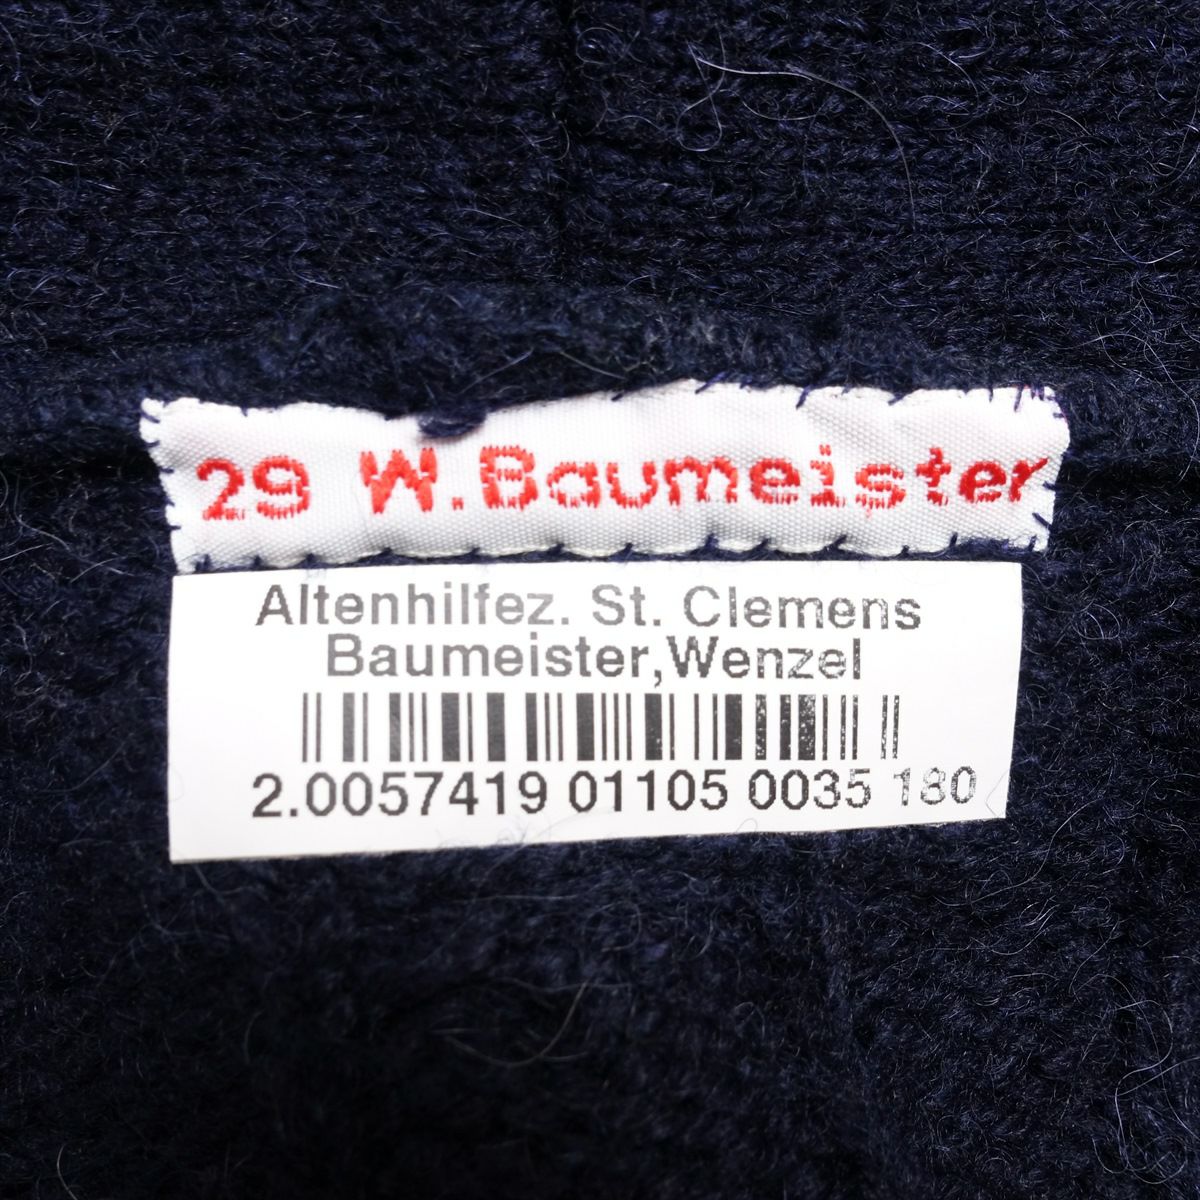 29 W.Baumeister
Altenhilfez. St. Clemens
Baumeister,Wenzel
2.0057419 01105 0035 180